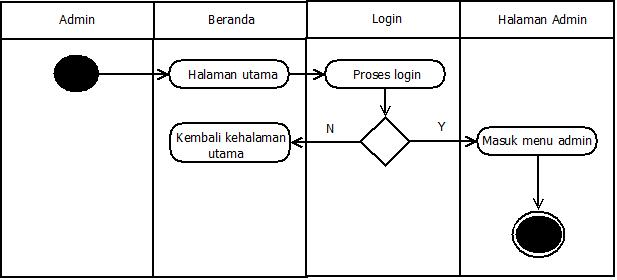 Admin
Beranda
Login
Halaman Admin
Halaman utama
Proses login
Kembali kehalaman
utama
N
Y
Masuk menu admin